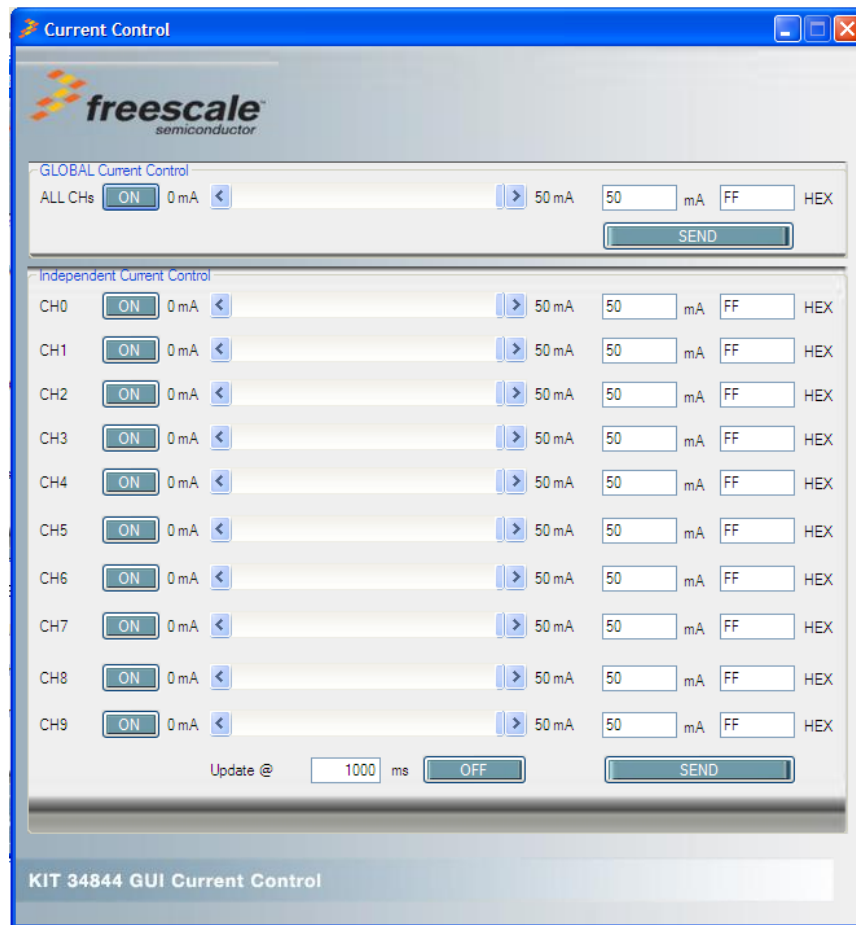 Current Control
freescale™
semiconductor
GLOBAL Current Control
ALL CHs ON 0 mA 50 mA 50 mA FF HEX
SEND
Independent Current Control
CH0 ON 0 mA 50 mA 50 mA FF HEX
CH1 ON 0 mA 50 mA 50 mA FF HEX
CH2 ON 0 mA 50 mA 50 mA FF HEX
CH3 ON 0 mA 50 mA 50 mA FF HEX
CH4 ON 0 mA 50 mA 50 mA FF HEX
CH5 ON 0 mA 50 mA 50 mA FF HEX
CH6 ON 0 mA 50 mA 50 mA FF HEX
CH7 ON 0 mA 50 mA 50 mA FF HEX
CH8 ON 0 mA 50 mA 50 mA FF HEX
CH9 ON 0 mA 50 mA 50 mA FF HEX
Update @ 1000 ms OFF SEND
KIT 34844 GUI Current Control